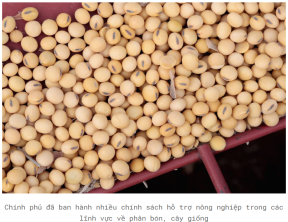 Chính phủ đã ban hành nhiều chính sách hỗ trợ nông nghiệp trong các
lĩnh vực về phân bón, cây giống